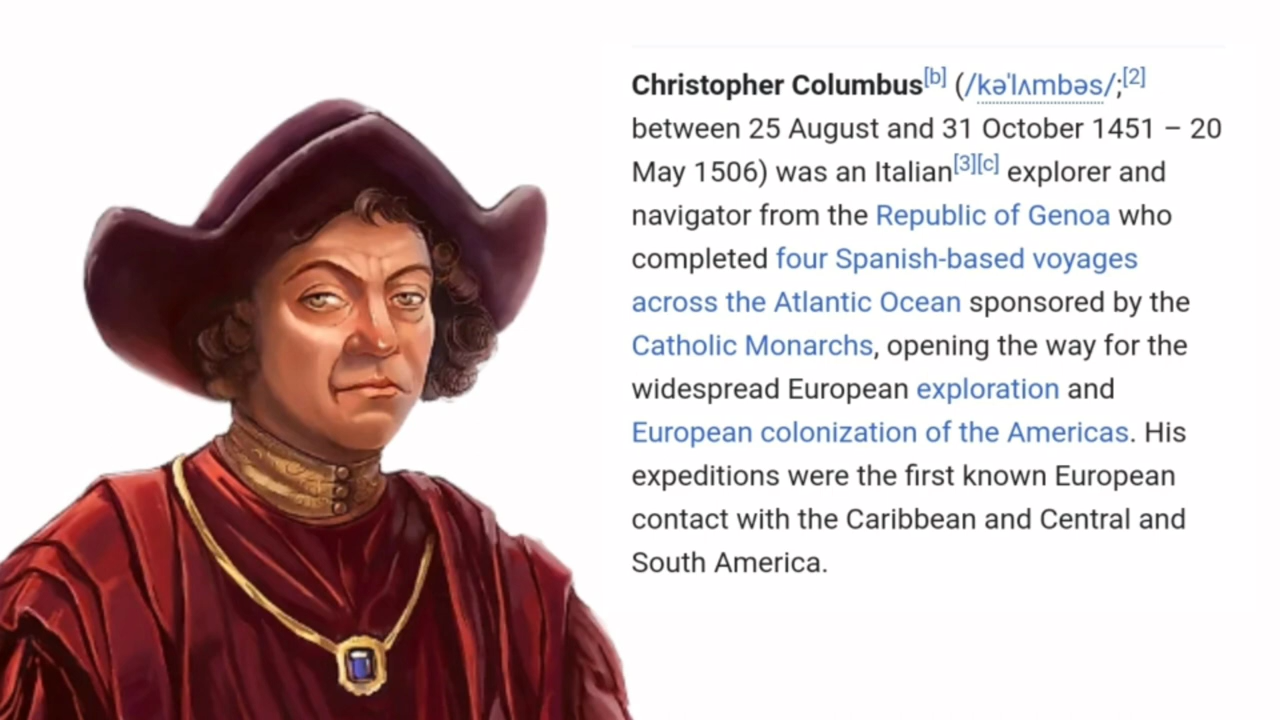 Christopher Columbus[b] (/kəˈlʌmbəs/;[2]
between 25 August and 31 October 1451 – 20
May 1506) was an Italian[3][c] explorer and
navigator from the Republic of Genoa who
completed four Spanish-based voyages
across the Atlantic Ocean sponsored by the
Catholic Monarchs, opening the way for the
widespread European exploration and
European colonization of the Americas. His
expeditions were the first known European
contact with the Caribbean and Central and
South America.